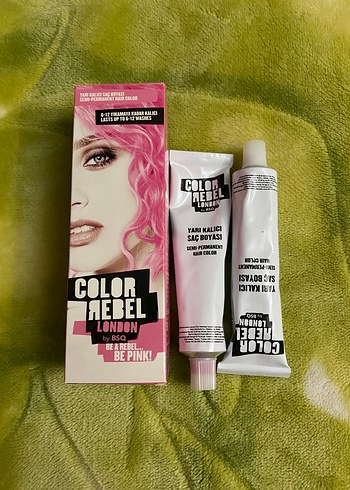 YARI KALICI SAÇ BOYASI
SEMI-PERMANENT HAIR COLOR
6-12 YIKAMAYA KADAR KALICI
LASTS UP TO 6-12 WASHES
COLOR
REBEL
LONDON
by BSQ
BE A REBEL...
BE PINK!
COLOR
REBEL
LONDON
by BSQ
YARI KALICI
SAÇ BOYASI
SEMI-PERMANENT
HAIR COLOR
COLOR
REBEL
LONDON
by BSQ
YARI KALICI
SAÇ BOYASI
SEMI-PERMANENT
HAIR COLOR